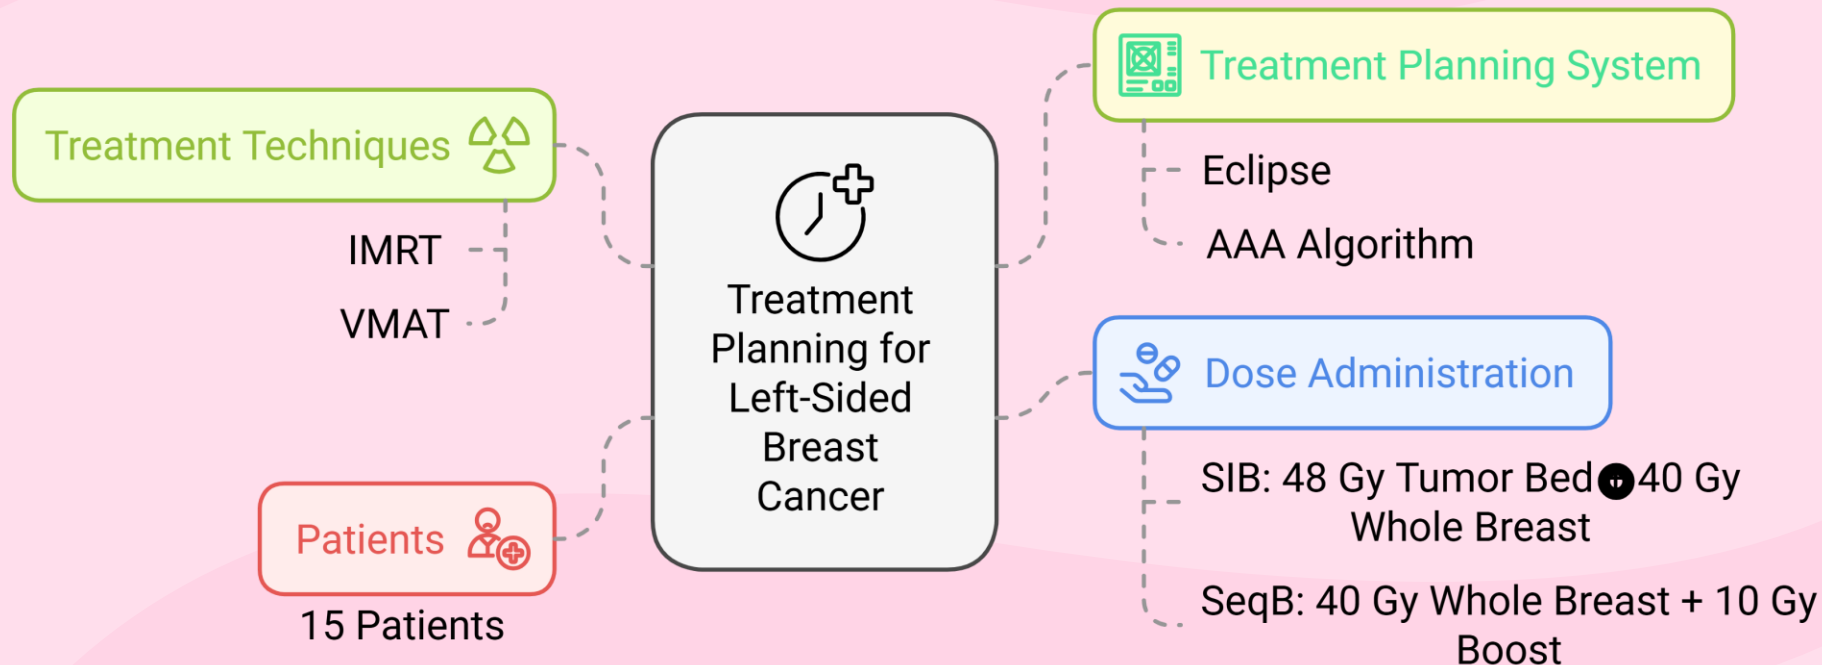 Treatment Techniques
IMRT
VMAT
Patients
15 Patients
Treatment
Planning for
Left-Sided
Breast
Cancer
Treatment Planning System
Eclipse
AAA Algorithm
Dose Administration
SIB: 48 Gy Tumor Bed 40 Gy
Whole Breast
SeqB: 40 Gy Whole Breast + 10 Gy
Boost